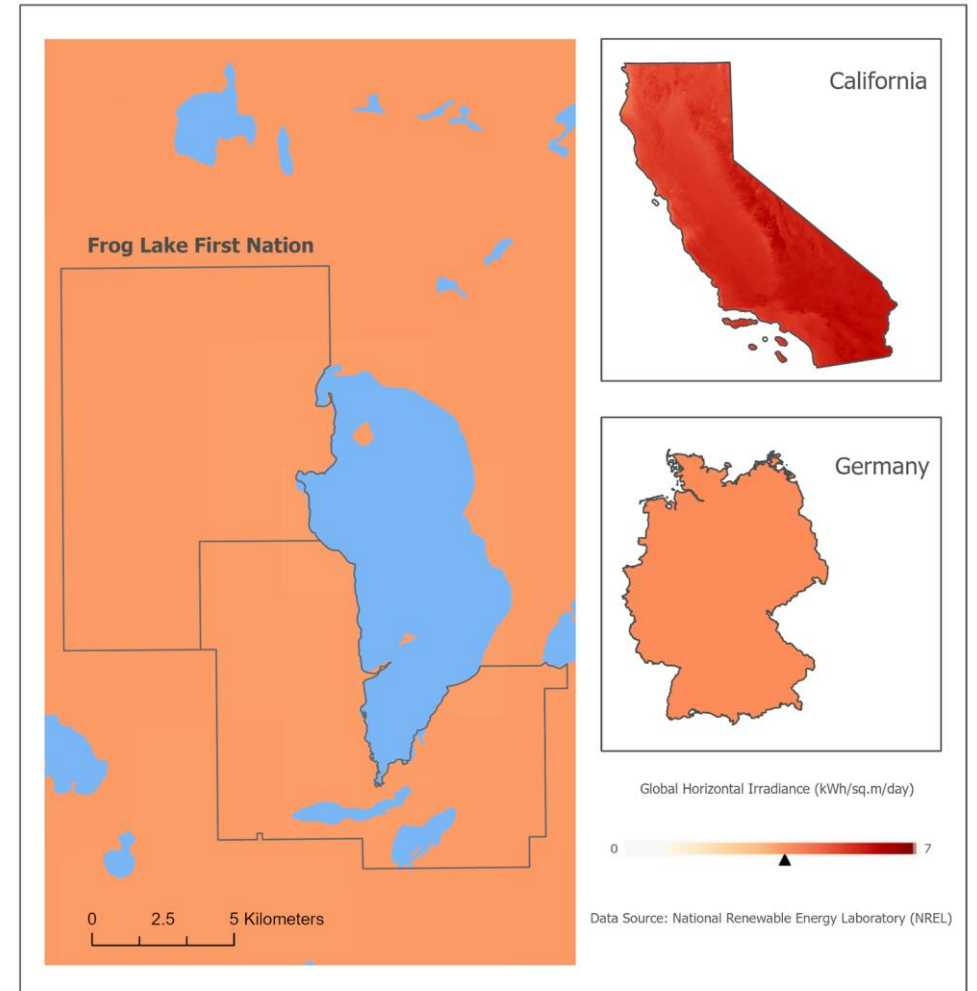 Frog Lake First Nation
0 2.5 5 Kilometers
California
Germany
Global Horizontal Irradiance (kWh/sq.m/day)
0 7
Data Source: National Renewable Energy Laboratory (NREL)